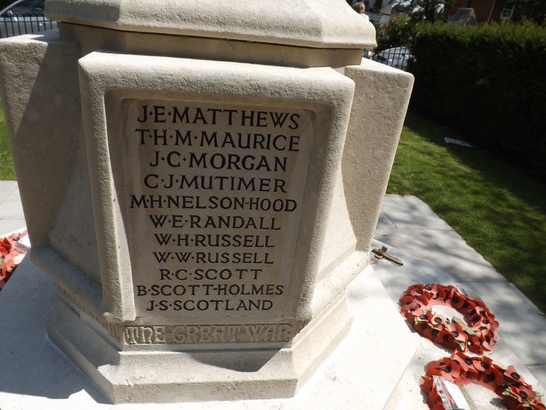 J·E·MATTHEWS
T·H·M·MAURICE
J·C·MORGAN
C·J·MUTIMER
M·H·NELSON-HOOD
W·E·RANDALL
W·H·RUSSELL
W·W·RUSSELL
R·C·SCOTT
B·SCOTT-HOLMES
J·S·SCOTLAND
THE·GREAT·WAR